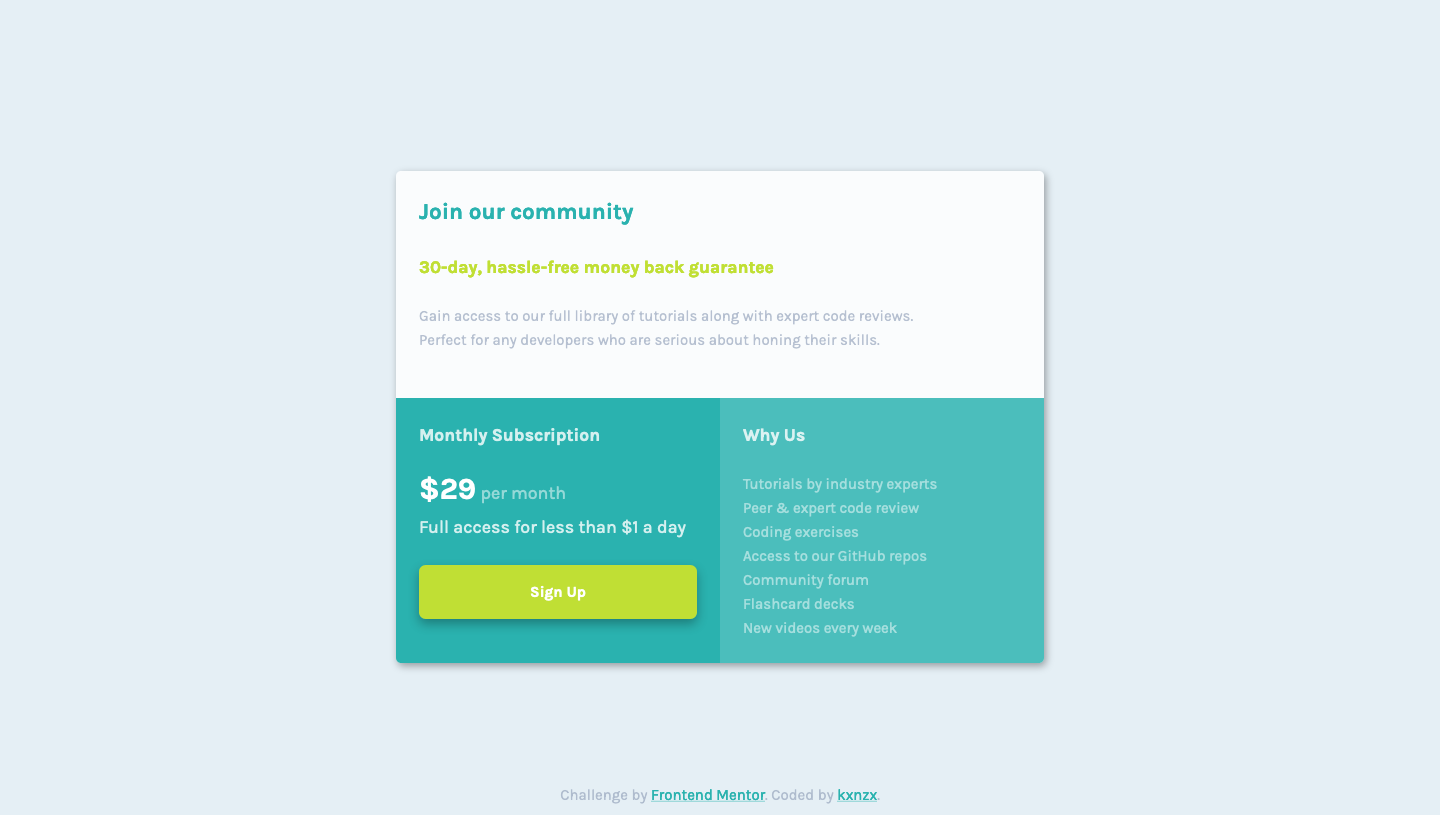 Join our community
30-day, hassle-free money back guarantee
Gain access to our full library of tutorials along with expert code reviews.
Perfect for any developers who are serious about honing their skills.
Monthly Subscription
$29 per month
Full access for less than $1 a day
Sign Up
Why Us
Tutorials by industry experts
Peer & expert code review
Coding exercises
Access to our GitHub repos
Community forum
Flashcard decks
New videos every week
Challenge by Frontend Mentor. Coded by kxnzx.